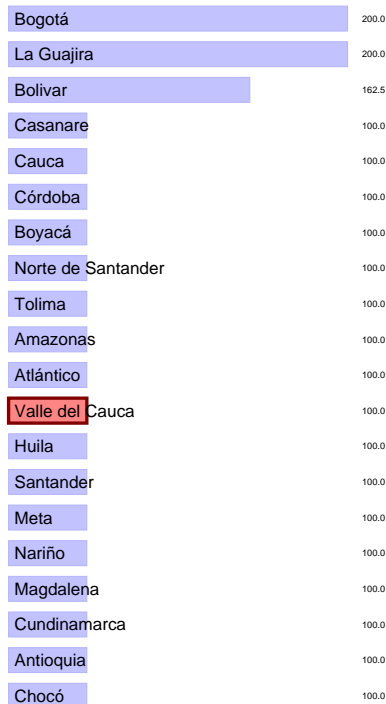 Bogotá 200.0
La Guajira 200.0
Bolivar 162.5
Casanare 100.0
Cauca 100.0
Córdoba 100.0
Boyacá 100.0
Norte de Santander 100.0
Tolima 100.0
Amazonas 100.0
Atlántico 100.0
Valle del Cauca 100.0
Huila 100.0
Santander 100.0
Meta 100.0
Nariño 100.0
Magdalena 100.0
Cundinamarca 100.0
Antioquia 100.0
Chocó 100.0